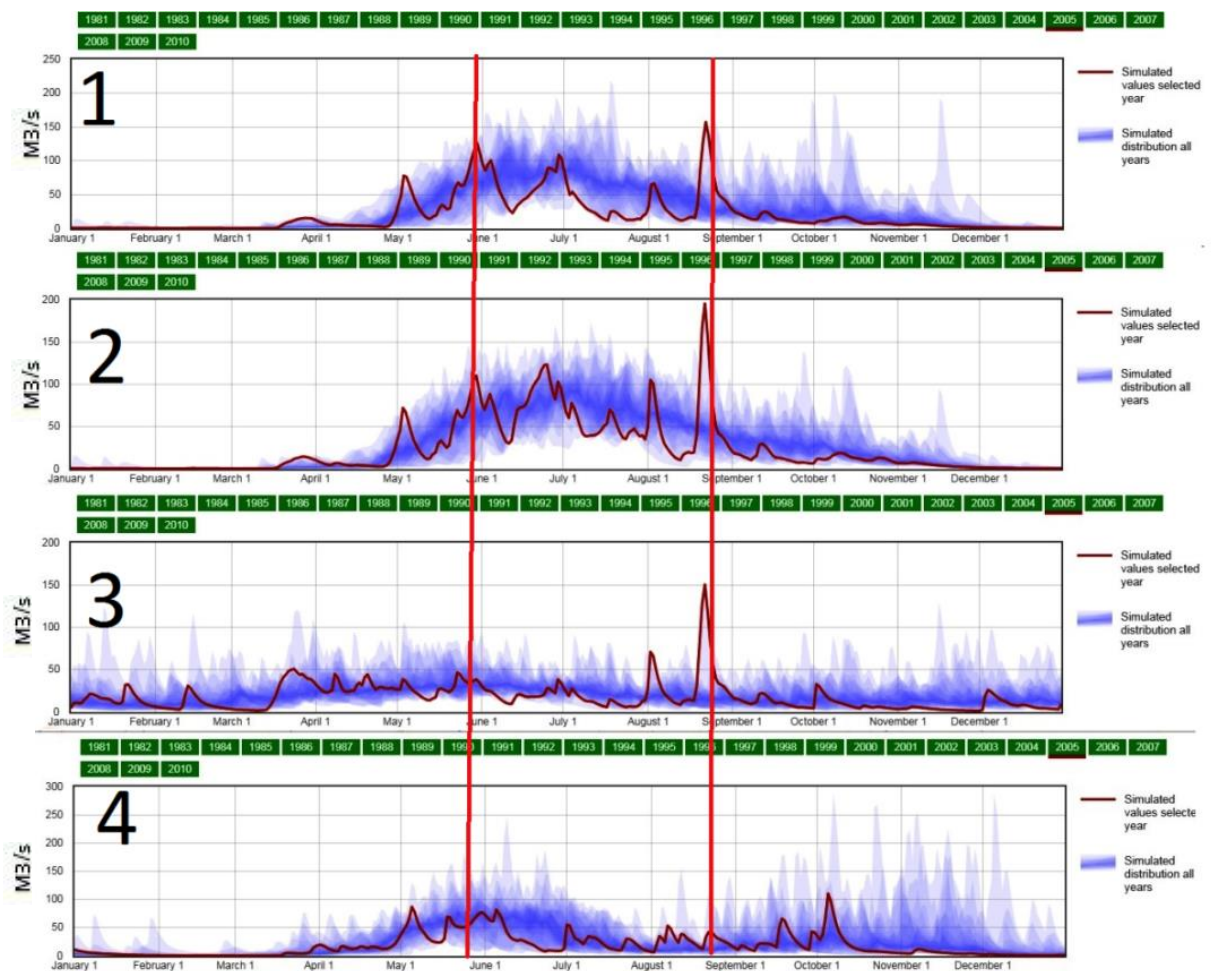 1981 1982 1983 1984 1985 1986 1987 1988 1989 1990 1991 1992 1993 1994 1995 1996 1997 1998 1999 2000 2001 2002 2003 2004 2005 2006 2007
2008 2009 2010
250
200
150
100
50
0
M3/s
1
Simulated
values selected
year
Simulated
distribution all
years
January 1 February 1 March 1 April 1 May 1 June 1 July 1 August 1 September 1 October 1 November 1 December 1
1981 1982 1983 1984 1985 1986 1987 1988 1989 1990 1991 1992 1993 1994 1995 1996 1997 1998 1999 2000 2001 2002 2003 2004 2005 2006 2007
2008 2009 2010
200
150
100
50
0
M3/s
2
Simulated
values selected
year
Simulated
distribution all
years
January 1 February 1 March 1 April 1 May 1 June 1 July 1 August 1 September 1 October 1 November 1 December 1
1981 1982 1983 1984 1985 1986 1987 1988 1989 1990 1991 1992 1993 1994 1995 1996 1997 1998 1999 2000 2001 2002 2003 2004 2005 2006 2007
2008 2009 2010
200
150
100
50
0
M3/s
3
Simulated
values selected
year
Simulated
distribution all
years
January 1 February 1 March 1 April 1 May 1 June 1 July 1 August 1 September 1 October 1 November 1 December 1
1981 1982 1983 1984 1985 1986 1987 1988 1989 1990 1991 1992 1993 1994 1995 1996 1997 1998 1999 2000 2001 2002 2003 2004 2005 2006 2007
2008 2009 2010
300
250
200
150
100
50
0
M3/s
4
Simulated
values selecte
year
Simulated
distribution all
years
January 1 February 1 March 1 April 1 May 1 June 1 July 1 August 1 September 1 October 1 November 1 December 1